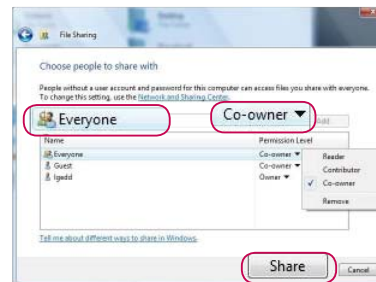 File Sharing
Choose people to share with
People without a user account and password for this computer can access files you share with everyone.
To change this setting, use the Network and Sharing Center.
Everyone Co-owner Add
Name Permission Level
Everyone Co-owner
Guest Co-owner
lgedd Owner
Reader
Contributor
Co-owner
Remove
Tell me about different ways to share in Windows.
Share Cancel